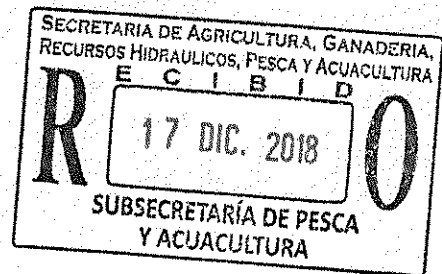 SECRETARIA DE AGRICULTURA, GANADERIA,
RECURSOS HIDRAULICOS, PESCA Y ACUACULTURA
R E C I B I D O
17 DIC. 2018
SUBSECRETARÍA DE PESCA
Y ACUACULTURA